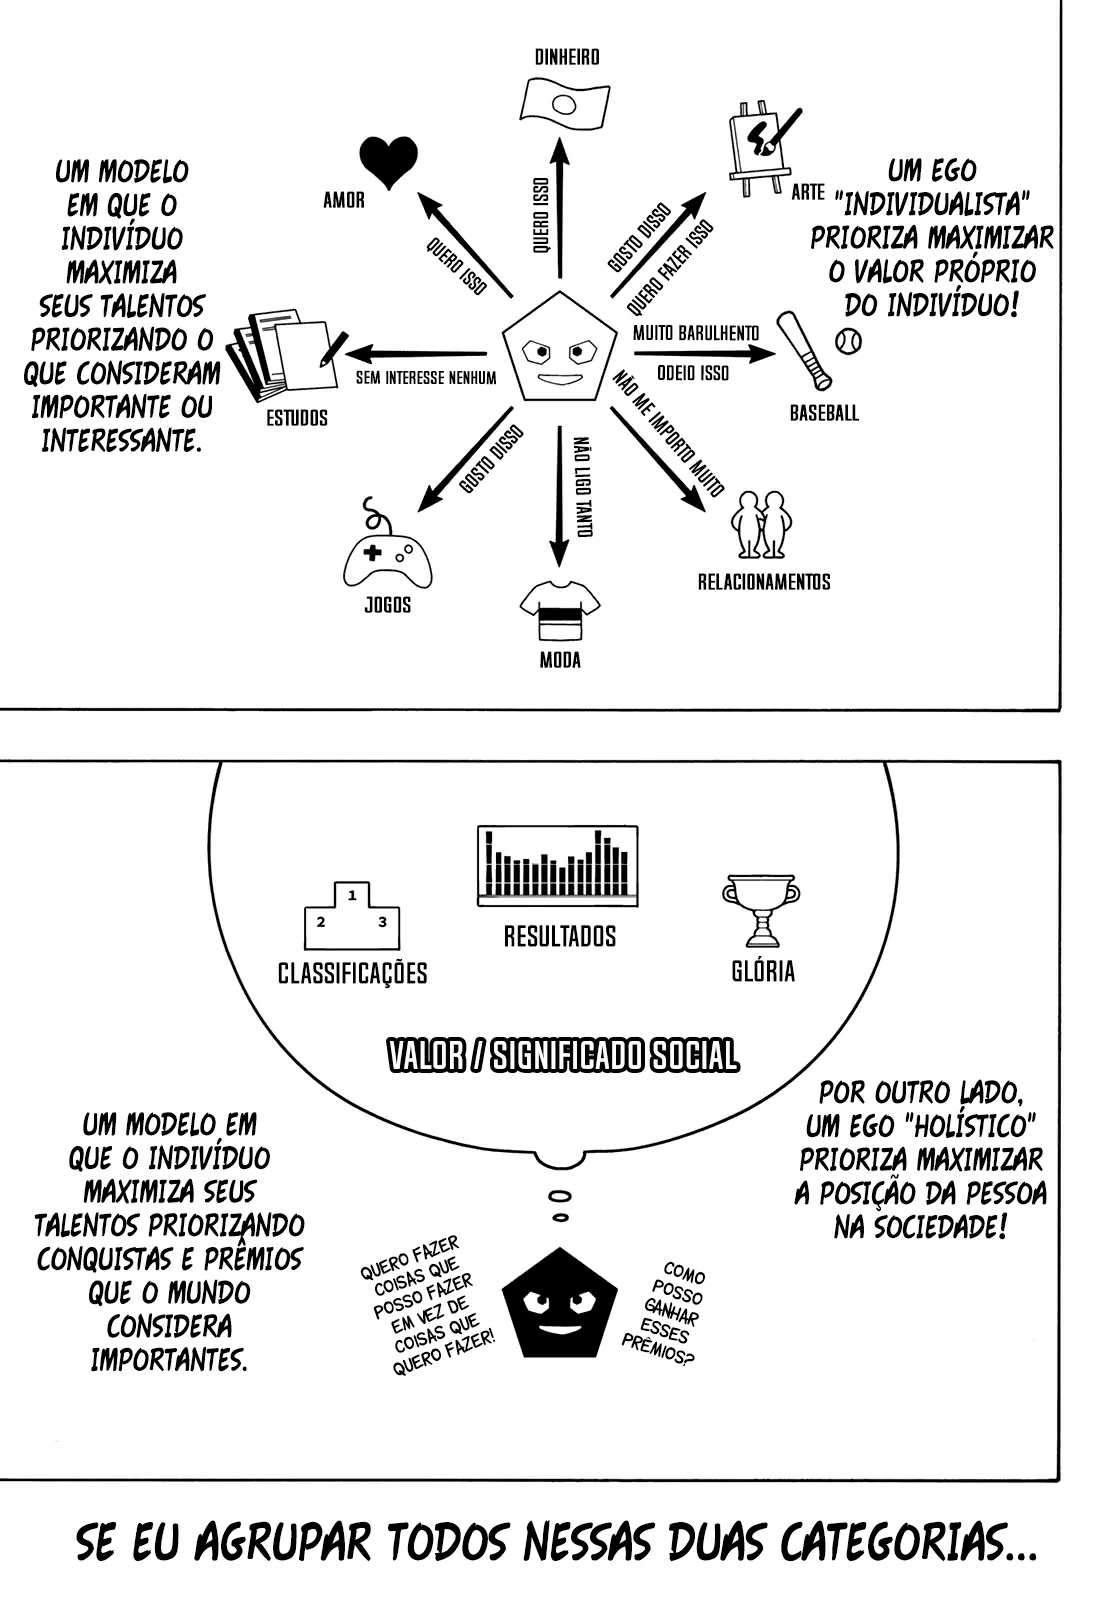 DINHEIRO
UM MODELO
EM QUE O
INDIVÍDUO
MAXIMIZA
SEUS TALENTOS
PRIORIZANDO O
QUE CONSIDERAM
IMPORTANTE OU
INTERESSANTE.
UM EGO
"INDIVIDUALISTA"
PRIORIZA MAXIMIZAR
O VALOR PRÓPRIO
DO INDIVÍDUO!
AMOR
ARTE
QUERO ISSO
QUERO ISSO
GOSTO DISSO
QUERO FAZER ISSO
MUITO BARULHENTO
ODEIO ISSO
SEM INTERESSE NENHUM
ESTUDOS
BASEBALL
GOSTO DISSO
NÃO LIGO TANTO
NÃO ME IMPORTO MUITO
JOGOS
MODA
RELACIONAMENTOS
1
2 3
CLASSIFICAÇÕES
RESULTADOS
GLÓRIA
VALOR / SIGNIFICADO SOCIAL
POR OUTRO LADO,
UM EGO "HOLÍSTICO"
PRIORIZA MAXIMIZAR
A POSIÇÃO DA PESSOA
NA SOCIEDADE!
UM MODELO EM
QUE O INDIVÍDUO
MAXIMIZA SEUS
TALENTOS PRIORIZANDO
CONQUISTAS E PRÊMIOS
QUE O MUNDO
CONSIDERA
IMPORTANTES.
QUERO FAZER
COISAS QUE
POSSO FAZER
EM VEZ DE
COISAS QUE
QUERO FAZER!
COMO
POSSO
GANHAR
ESSES
PRÊMIOS?
SE EU AGRUPAR TODOS NESSAS DUAS CATEGORIAS...